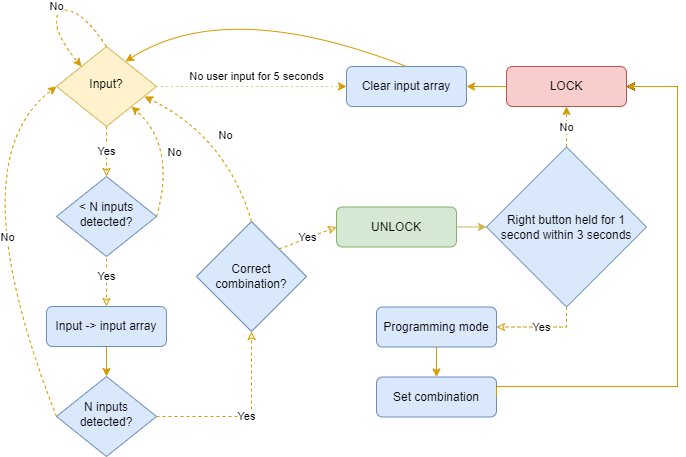 No
Input?
No user input for 5 seconds
Clear input array
LOCK
No
No
Yes
No
< N inputs
detected?
Right button held for 1
second within 3 seconds
UNLOCK
Yes
No
Correct
combination?
Yes
Input -> input array
Programming mode
Yes
Set combination
N inputs
detected?
Yes